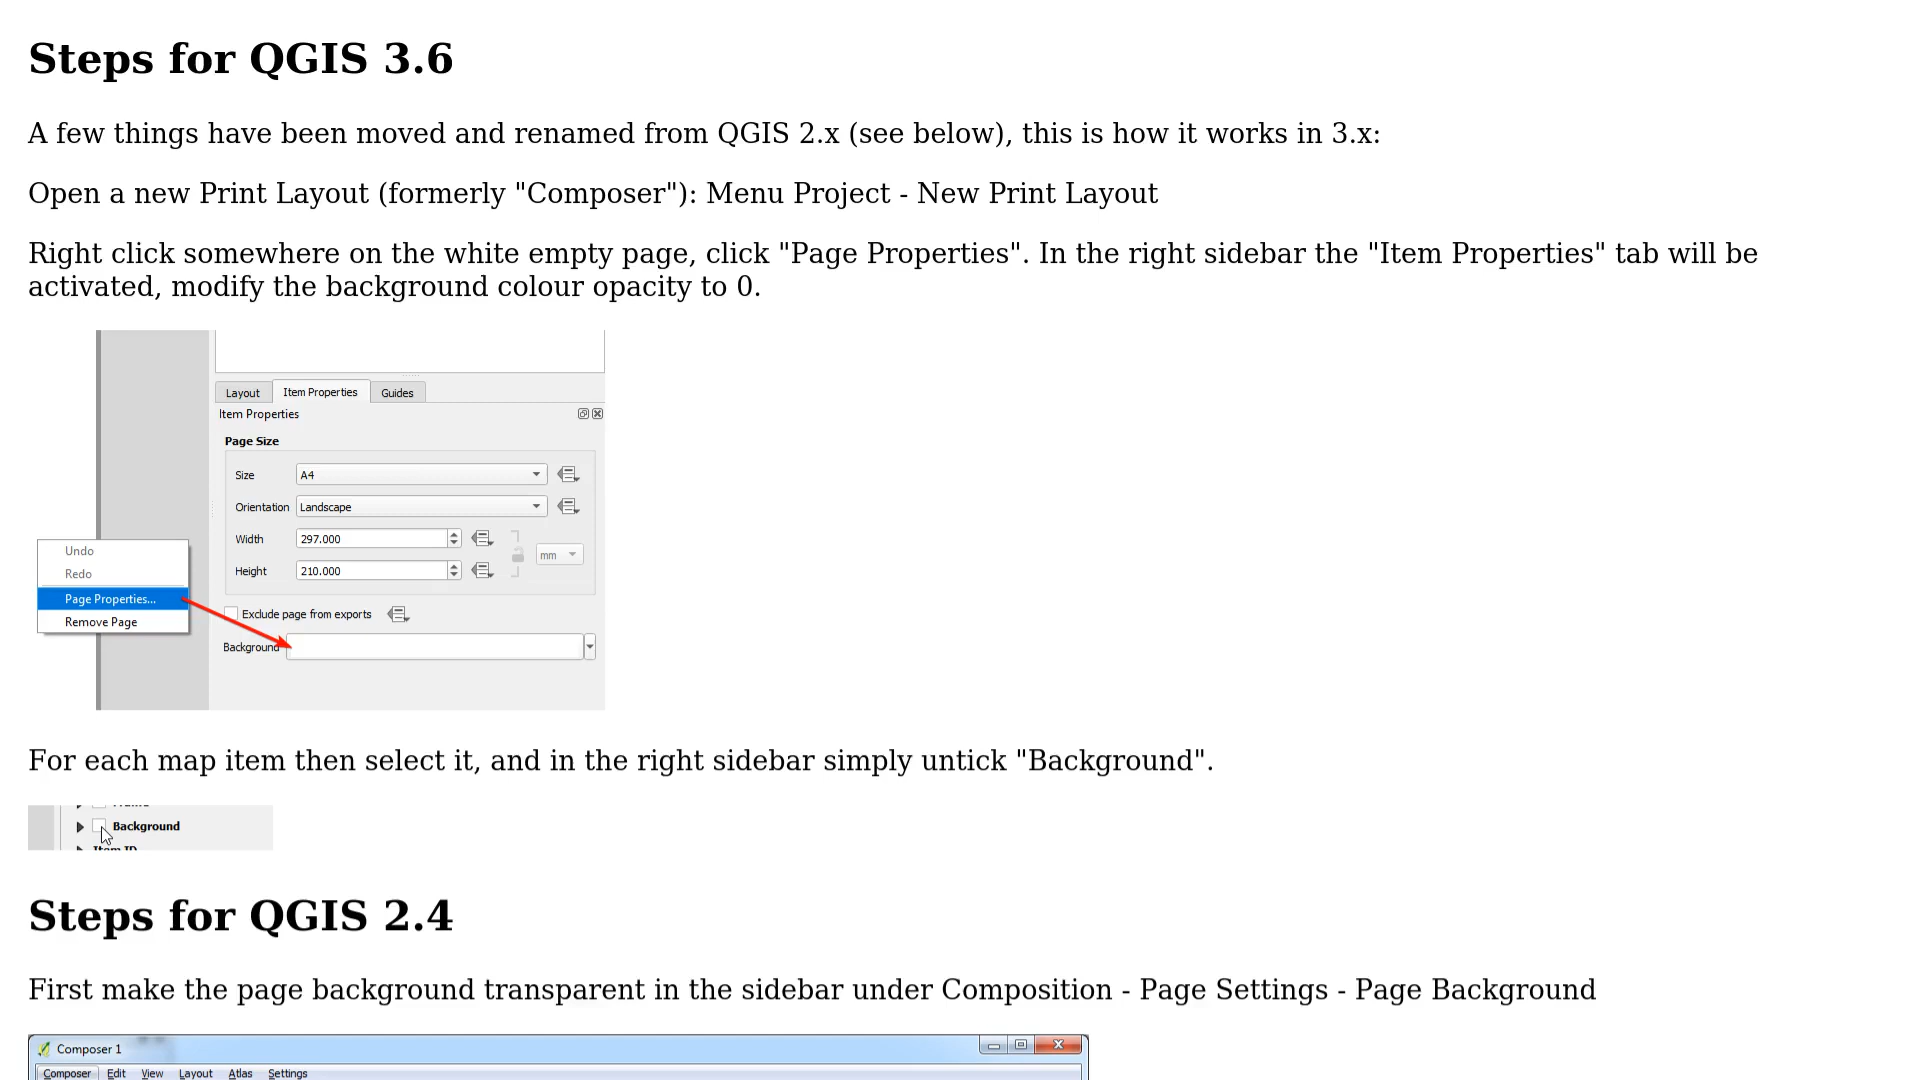 Steps for QGIS 3.6
A few things have been moved and renamed from QGIS 2.x (see below), this is how it works in 3.x:
Open a new Print Layout (formerly "Composer"): Menu Project - New Print Layout
Right click somewhere on the white empty page, click "Page Properties". In the right sidebar the "Item Properties" tab will be
activated, modify the background colour opacity to 0.
Layout Item Properties Guides
Item Properties
Page Size
Size A4
Orientation Landscape
Width 297.000
mm
Height 210.000
Undo
Redo
Page Properties...
Remove Page
Exclude page from exports
Background
For each map item then select it, and in the right sidebar simply untick "Background".
Background
Item ID
Steps for QGIS 2.4
First make the page background transparent in the sidebar under Composition - Page Settings - Page Background
Composer 1
Composer Edit View Layout Atlas Settings